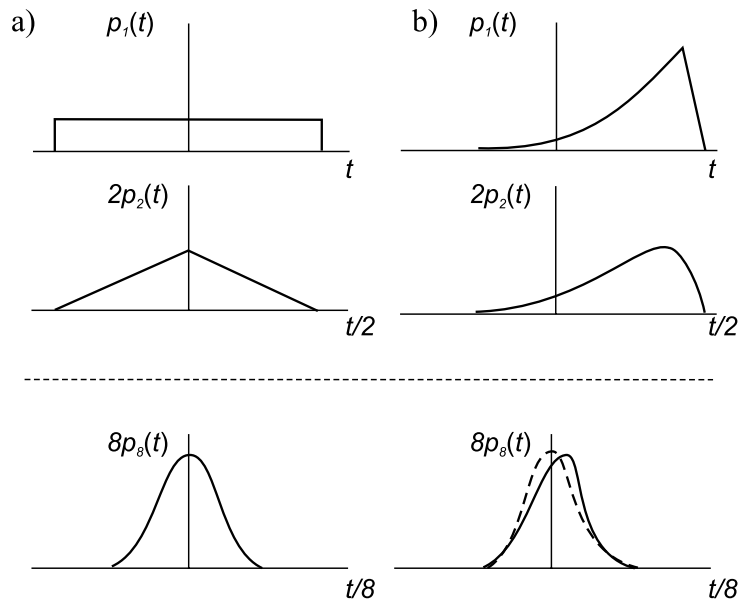 a)
p₁(t)
t
2p₂(t)
t/2
8p₈(t)
t/8
b)
p₁(t)
t
2p₂(t)
t/2
8p₈(t)
t/8